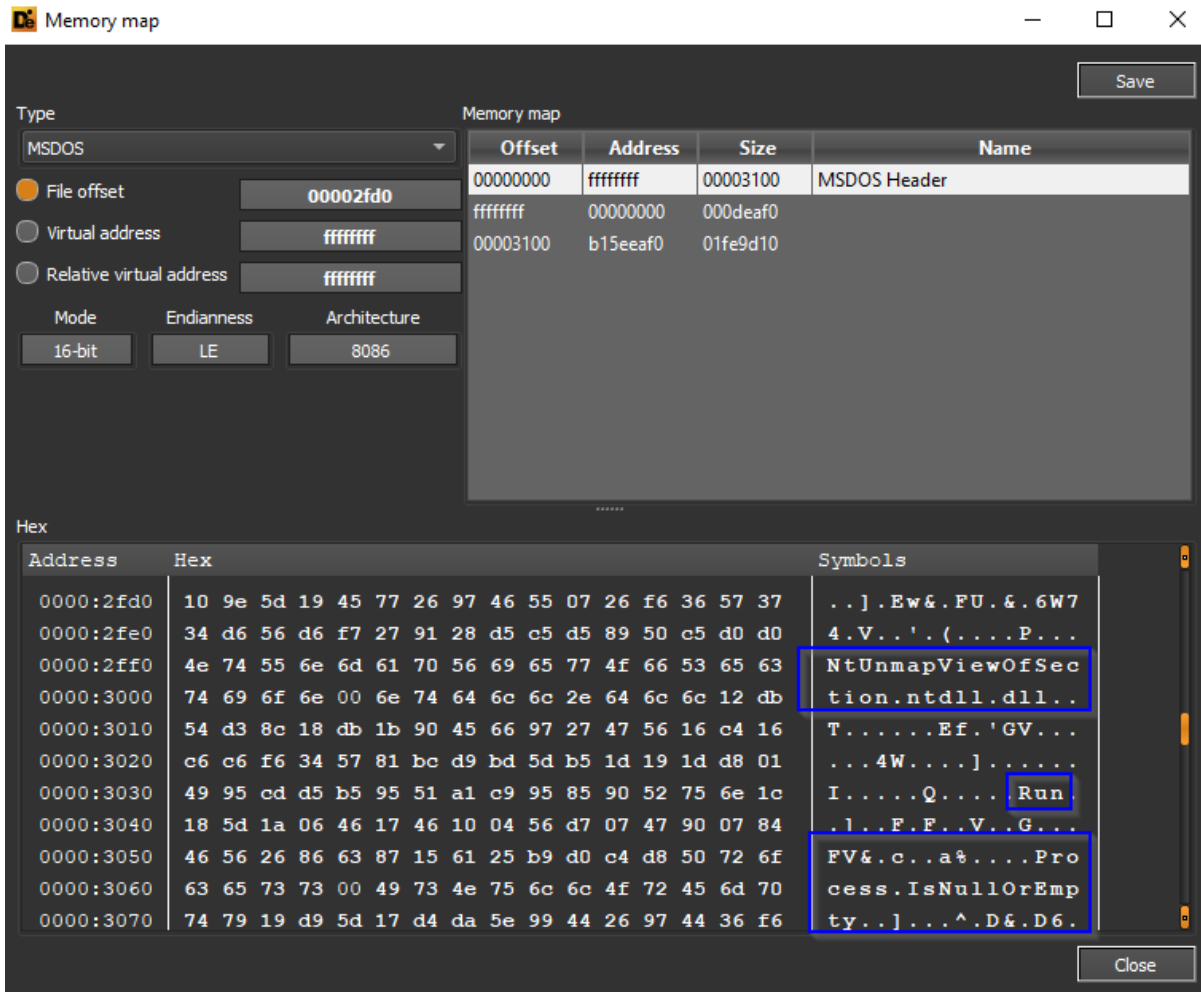 De Memory map
Save
Type
Memory map
MSDOS
Offset Address Size Name
00000000 ffffffff 00003100 MSDOS Header
File offset 00002fd0
ffffffff 00000000 000deaf0
Virtual address ffffffff
00003100 b15eeaf0 01fe9d10
Relative virtual address ffffffff
Mode Endianness Architecture
16-bit LE 8086
Hex
Address Hex Symbols
0000:2fd0 10 9e 5d 19 45 77 26 97 46 55 07 26 f6 36 57 37 ..].Ew&.FU.&.6W7
0000:2fe0 34 d6 56 d6 f7 27 91 28 d5 c5 d5 89 50 c5 d0 d0 4.V..'.(....P...
0000:2ff0 4e 74 55 6e 6d 61 70 56 69 65 77 4f 66 53 65 63 NtUnmapViewOfSec
0000:3000 74 69 6f 6e 00 6e 74 64 6c 6c 2e 64 6c 6c 12 db tion.ntdll.dll..
0000:3010 54 d3 8c 18 db 1b 90 45 66 97 27 47 56 16 c4 16 T......Ef.'GV...
0000:3020 c6 c6 f6 34 57 81 bc d9 bd 5d b5 1d 19 1d d8 01 ...4W....]......
0000:3030 49 95 cd d5 b5 95 51 a1 c9 95 85 90 52 75 6e 1c I.....Q.....Run.
0000:3040 18 5d 1a 06 46 17 46 10 04 56 d7 07 47 90 07 84 .]..F.F..V..G...
0000:3050 46 56 26 86 63 87 15 61 25 b9 d0 c4 d8 50 72 6f FV&.c..a%....Pro
0000:3060 63 65 73 73 00 49 73 4e 75 6c 6c 4f 72 45 6d 70 cess.IsNullOrEmp
0000:3070 74 79 19 d9 5d 17 d4 da 5e 99 44 26 97 44 36 f6 ty..]...^.D&.D6.
Close